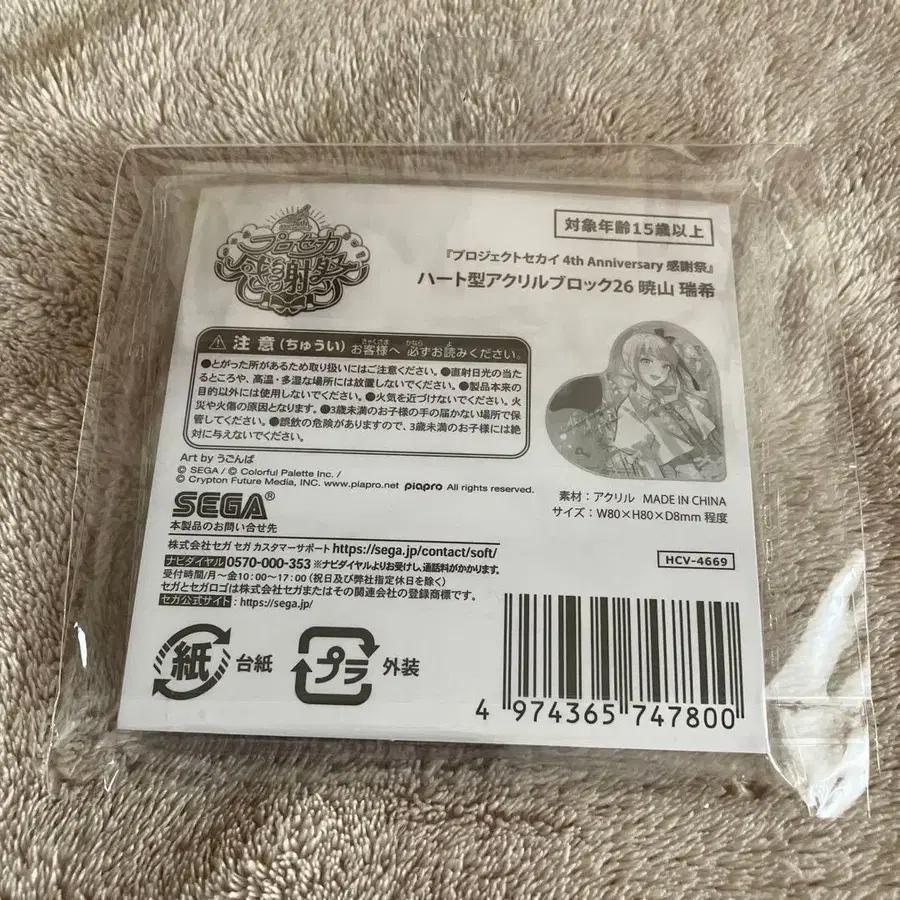 プロセカ
感謝祭
対象年齢15歳以上
『プロジェクトセカイ 4th Anniversary 感謝祭』
ハート型アクリルブロック26 暁山 瑞希
⚠ 注意(ちゅうい) お客様へ 必ずお読みください。
きゃくさま かなら よ
●とがった所があるため取り扱いにはご注意ください。●直射日光の当た
るところや、高温・多湿な場所には放置しないでください。●製品本来の
目的以外には使用しないでください。●火気を近づけないでください。火
災や火傷の原因となります。●3歳未満のお子様の手の届かない場所で保
管してください。●誤飲の危険がありますので、3歳未満のお子様には絶
対に与えないでください。
Art by うごんば
© SEGA / © Colorful Palette Inc. /
© Crypton Future Media, INC. www.piapro.net piapro All rights reserved.
素材：アクリル MADE IN CHINA
サイズ：W80×H80×D8mm 程度
SEGA®
本製品のお問い合せ先
株式会社セガ セガ カスタマーサポート https://sega.jp/contact/soft/
ナビダイヤル 0570-000-353 ※ナビダイヤルよりお受けし、通話料がかかります。
受付時間/月〜金10:00〜17:00(祝日及び弊社指定休日を除く)
セガとセガロゴは株式会社セガまたはその関連会社の登録商標です。
セガ公式サイト：https://sega.jp/
HCV-4669
紙 台紙
プラ 外装
4 974365 747800